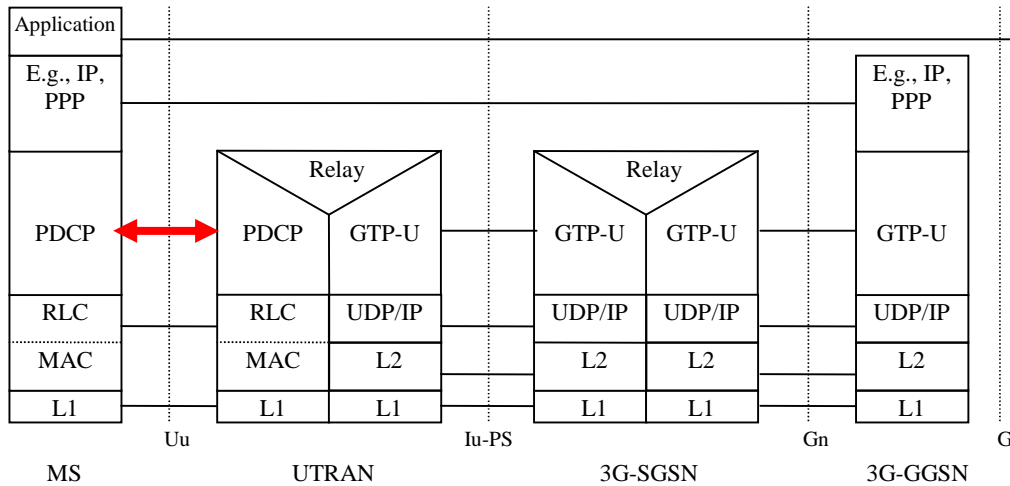 Application
E.g., IP,
PPP
E.g., IP,
PPP
Relay
Relay
PDCP
PDCP
GTP-U
GTP-U
GTP-U
GTP-U
RLC
RLC
UDP/IP
UDP/IP
UDP/IP
UDP/IP
MAC
MAC
L2
L2
L2
L2
L1
L1
L1
L1
L1
L1
Uu
Iu-PS
Gn
G
MS
UTRAN
3G-SGSN
3G-GGSN